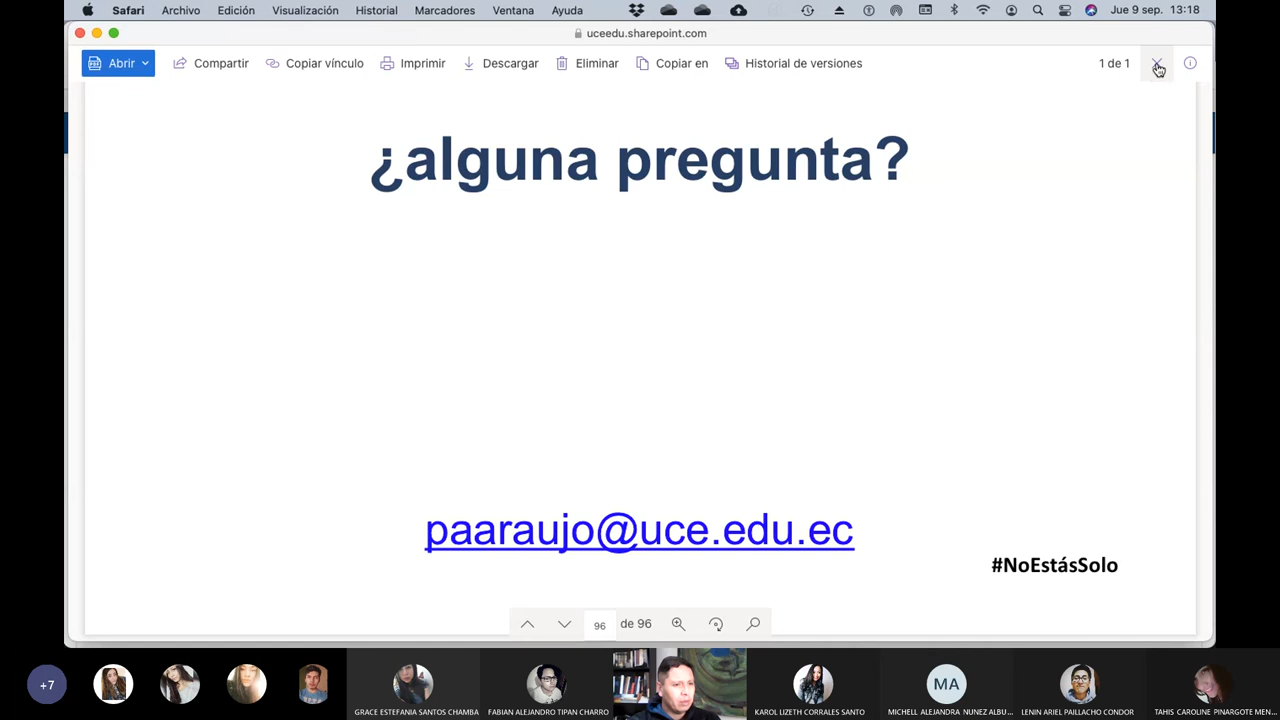 Safari Archivo Edición Visualización Historial Marcadores Ventana Ayuda Jue 9 sep. 13:18
uceedu.sharepoint.com
Abrir Compartir Copiar vínculo Imprimir Descargar Eliminar Copiar en Historial de versiones 1 de 1
¿alguna pregunta?
paaraujo@uce.edu.ec
#NoEstásSolo
96 de 96
+7
MA
GRACE ESTEFANIA SANTOS CHAMBA FABIAN ALEJANDRO TIPAN CHARRO KAROL LIZETH CORRALES SANTO MICHELL ALEJANDRA NUNEZ ALBU... LENIN ARIEL PAILLACHO CONDOR TAHIS CAROLINE PINARGOTE MEN...